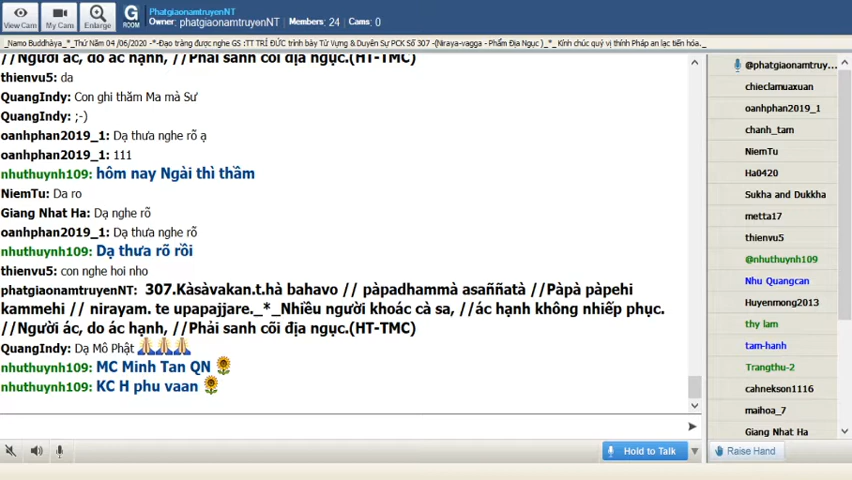 View Cam
My Cam
Enlarge
G
ROOM
PhatgiaonamtruyenNT
Owner: phatgiaonamtruyenNT Members: 24 Cams: 0
_Namo Buddhàya_*_Thứ Năm 04 /06/2020 -*-Đạo tràng được nghe GS :TT TRÍ ĐỨC trình bày Từ Vựng & Duyên Sự PCK Số 307 -(Niraya-vagga - Phẩm Địa Ngục )_*_ Kính chúc quý vị thính Pháp an lạc tiến hóa._
//Người ác, do ác hạnh, //Phải sanh cõi địa ngục.(HT-TMC)
thienvu5: da
QuangIndy: Con ghi thăm Ma mà Sư
QuangIndy: ;-)
oanhphan2019_1: Dạ thưa nghe rõ ạ
oanhphan2019_1: 111
nhuthuynh109: hôm nay Ngài thì thầm
NiemTu: Da ro
Giang Nhat Ha: Dạ nghe rõ
oanhphan2019_1: Dạ thưa nghe rõ
nhuthuynh109: Dạ thưa rõ rồi
thienvu5: con nghe hoi nho
phatgiaonamtruyenNT: 307.Kàsàvakan.t.hà bahavo // pàpadhammà asaññatà //Pàpà pàpehi
kammehi // nirayam. te upapajjare._*_Nhiều người khoác cà sa, //ác hạnh không nhiếp phục.
//Người ác, do ác hạnh, //Phải sanh cõi địa ngục.(HT-TMC)
QuangIndy: Dạ Mô Phật
nhuthuynh109: MC Minh Tan QN
nhuthuynh109: KC H phu vaan
@phatgiaonamtruy...
chieclamuaxuan
oanhphan2019_1
chanh_tam
NiemTu
Ha0420
Sukha and Dukkha
metta17
thienvu5
@nhuthuynh109
Nhu Quangcan
Huyenmong2013
thy lam
tam-hanh
Trangthu-2
cahnekson1116
maihoa_7
Giang Nhat Ha
Hold to Talk
Raise Hand